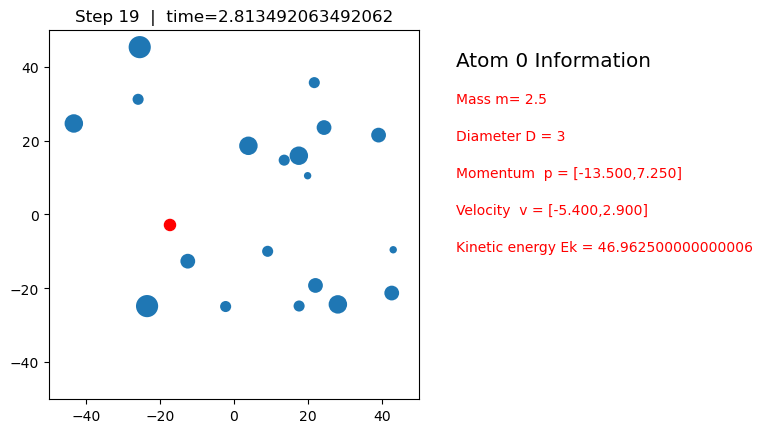 Step 19  |  time=2.813492063492062
Atom 0 Information
Mass m= 2.5
Diameter D = 3
Momentum  p = [-13.500,7.250]
Velocity  v = [-5.400,2.900]
Kinetic energy Ek = 46.962500000000006
40
20
0
−20
−40
−40 −20 0 20 40